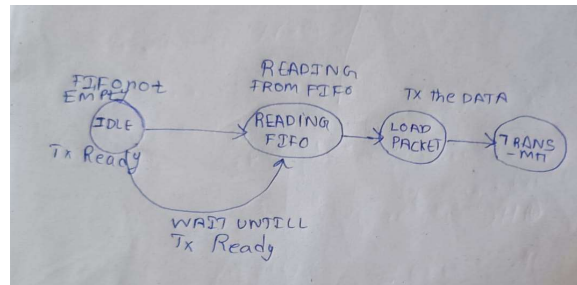 FIFO not
EMPTY
IDLE
Tx Ready
READING
FROM FIFO
READING
FIFO
TX the DATA
LOAD
PACKET
TRANS
WAIT UNTILL
Tx Ready